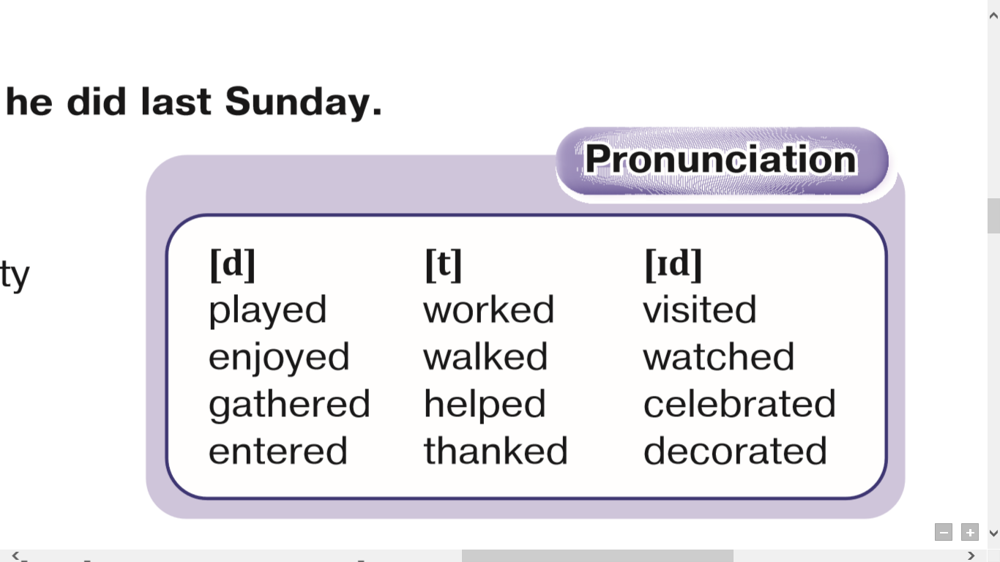 he did last Sunday.
Pronunciation
ty
[d] [t] [ɪd]
played worked visited
enjoyed walked watched
gathered helped celebrated
entered thanked decorated